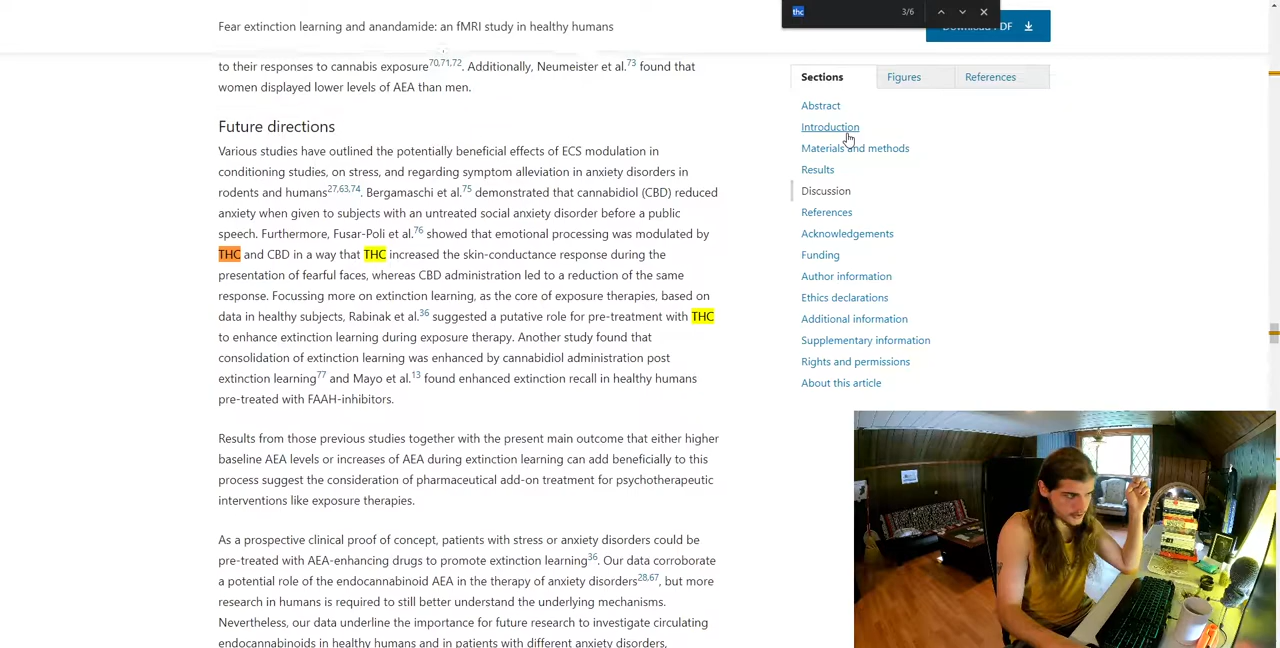 Fear extinction learning and anandamide: an fMRI study in healthy humans
thc
3/6
Download PDF
to their responses to cannabis exposure70,71,72. Additionally, Neumeister et al.73 found that
women displayed lower levels of AEA than men.
Future directions
Various studies have outlined the potentially beneficial effects of ECS modulation in
conditioning studies, on stress, and regarding symptom alleviation in anxiety disorders in
rodents and humans27,63,74. Bergamaschi et al.75 demonstrated that cannabidiol (CBD) reduced
anxiety when given to subjects with an untreated social anxiety disorder before a public
speech. Furthermore, Fusar-Poli et al.76 showed that emotional processing was modulated by
THC and CBD in a way that THC increased the skin-conductance response during the
presentation of fearful faces, whereas CBD administration led to a reduction of the same
response. Focussing more on extinction learning, as the core of exposure therapies, based on
data in healthy subjects, Rabinak et al.36 suggested a putative role for pre-treatment with THC
to enhance extinction learning during exposure therapy. Another study found that
consolidation of extinction learning was enhanced by cannabidiol administration post
extinction learning77 and Mayo et al.13 found enhanced extinction recall in healthy humans
pre-treated with FAAH-inhibitors.
Results from those previous studies together with the present main outcome that either higher
baseline AEA levels or increases of AEA during extinction learning can add beneficially to this
process suggest the consideration of pharmaceutical add-on treatment for psychotherapeutic
interventions like exposure therapies.
As a prospective clinical proof of concept, patients with stress or anxiety disorders could be
pre-treated with AEA-enhancing drugs to promote extinction learning36. Our data corroborate
a potential role of the endocannabinoid AEA in the therapy of anxiety disorders28,67, but more
research in humans is required to still better understand the underlying mechanisms.
Nevertheless, our data underline the importance for future research to investigate circulating
endocannabinoids in healthy humans and in patients with different anxiety disorders,
Sections
Figures
References
Abstract
Introduction
Materials and methods
Results
Discussion
References
Acknowledgements
Funding
Author information
Ethics declarations
Additional information
Supplementary information
Rights and permissions
About this article